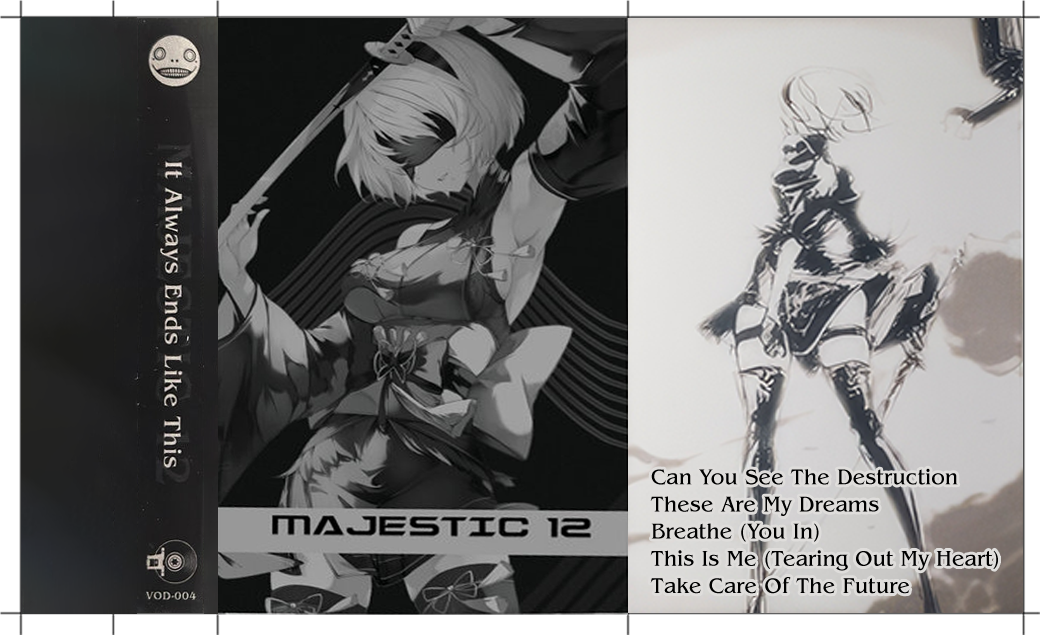 It Always Ends Like This
VOD-004
MAJESTIC 12
Can You See The Destruction
These Are My Dreams
Breathe (You In)
This Is Me (Tearing Out My Heart)
Take Care Of The Future